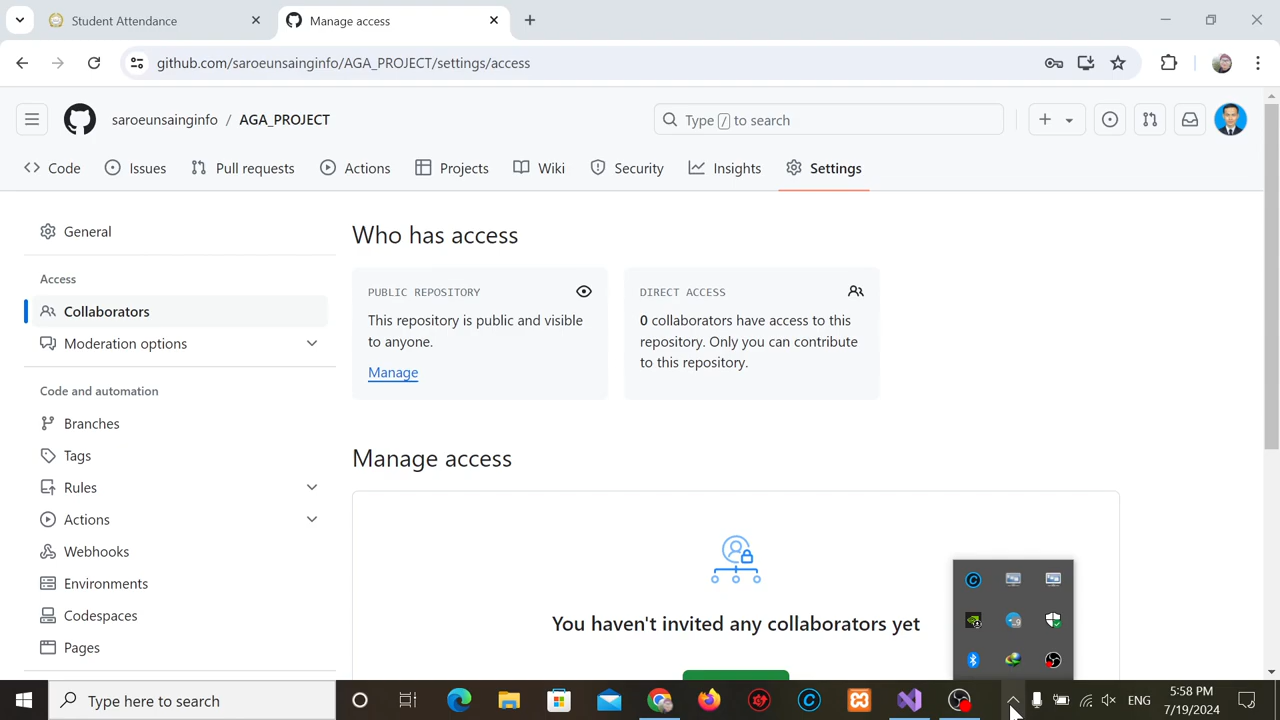 Student Attendance
Manage access
github.com/saroeunsainginfo/AGA_PROJECT/settings/access
saroeunsainginfo / AGA_PROJECT
Type / to search
Code
Issues
Pull requests
Actions
Projects
Wiki
Security
Insights
Settings
General
Access
Collaborators
Moderation options
Code and automation
Branches
Tags
Rules
Actions
Webhooks
Environments
Codespaces
Pages
Who has access
PUBLIC REPOSITORY
This repository is public and visible
to anyone.
Manage
DIRECT ACCESS
0 collaborators have access to this
repository. Only you can contribute
to this repository.
Manage access
You haven't invited any collaborators yet
Type here to search
ENG
5:58 PM
7/19/2024